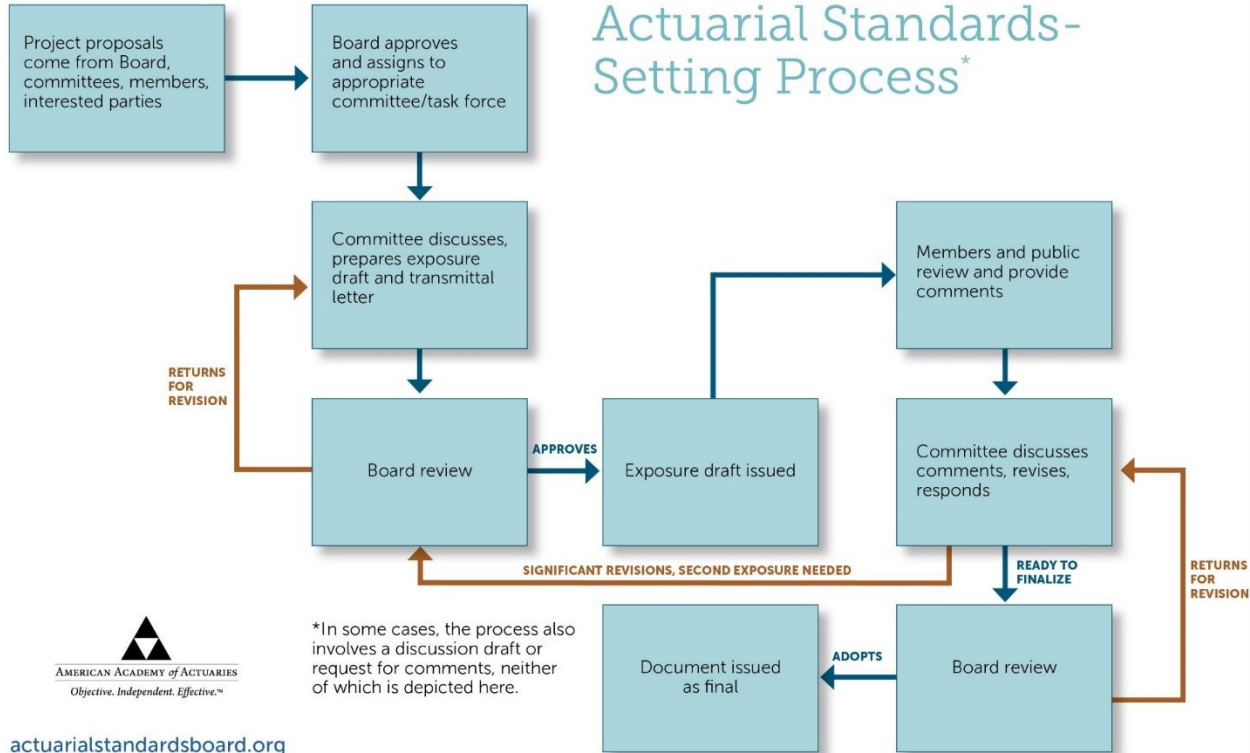 Actuarial Standards-
Setting Process*
Project proposals
come from Board,
committees, members,
interested parties
Board approves
and assigns to
appropriate
committee/task force
Committee discusses,
prepares exposure
draft and transmittal
letter
Members and public
review and provide
comments
RETURNS
FOR
REVISION
Board review
APPROVES
Exposure draft issued
Committee discusses
comments, revises,
responds
SIGNIFICANT REVISIONS, SECOND EXPOSURE NEEDED
READY TO
FINALIZE
RETURNS
FOR
REVISION
Board review
ADOPTS
Document issued
as final
*In some cases, the process also
involves a discussion draft or
request for comments, neither
of which is depicted here.
AMERICAN ACADEMY of ACTUARIES
Objective. Independent. Effective.™
actuarialstandardsboard.org